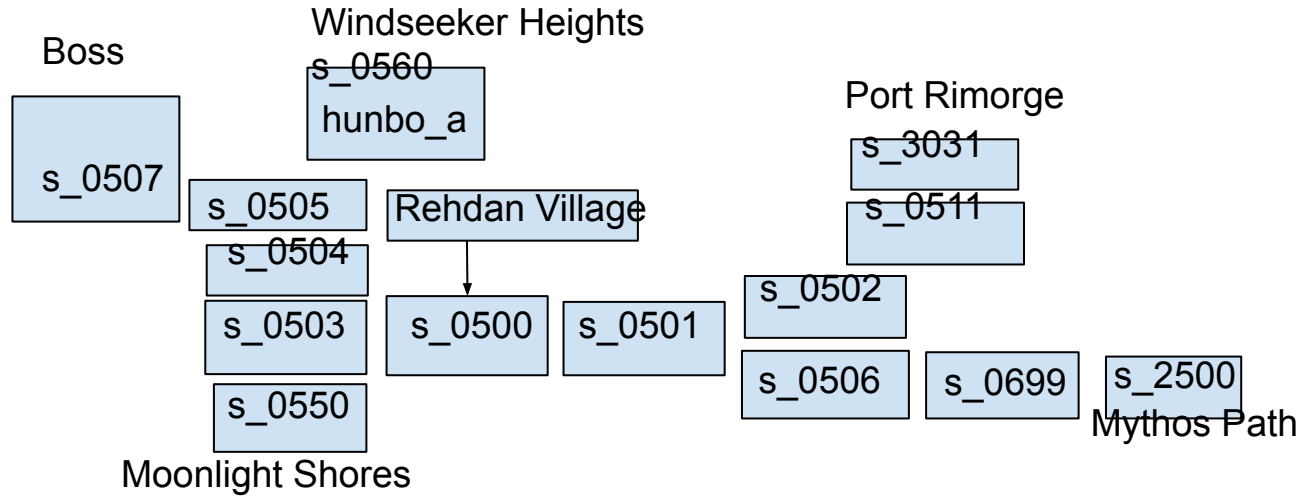 Windseeker Heights
Boss
s_0560
hunbo_a
Port Rimorge
s_3031
s_0507
s_0505
Rehdan Village
s_0511
s_0504
s_0502
s_0503
s_0500
s_0501
s_0506
s_0699
s_2500
s_0550
Mythos Path
Moonlight Shores